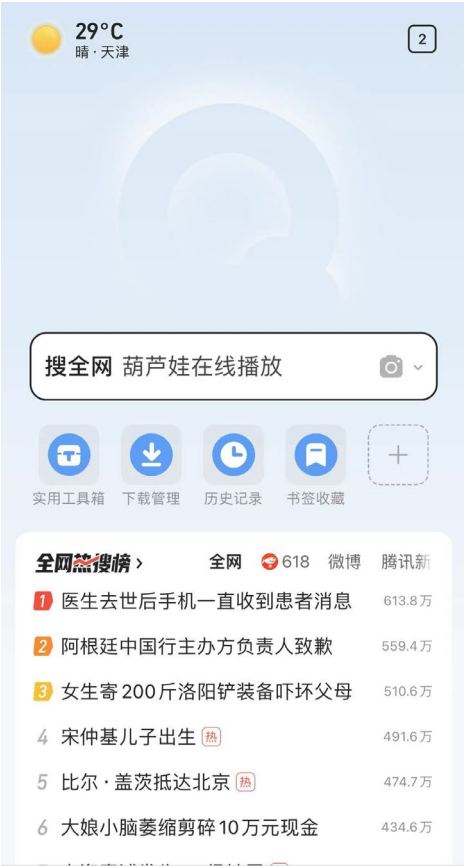 29°C
晴·天津
2
搜全网 葫芦娃在线播放
实用工具箱 下载管理 历史记录 书签收藏
全网热搜榜 全网 618 微博 腾讯新
1 医生去世后手机一直收到患者消息 613.8万
2 阿根廷中国行主办方负责人致歉 559.4万
3 女生寄200斤洛阳铲装备吓坏父母 510.6万
4 宋仲基儿子出生 热 491.6万
5 比尔·盖茨抵达北京 热 474.7万
6 大娘小脑萎缩剪碎10万元现金 434.6万